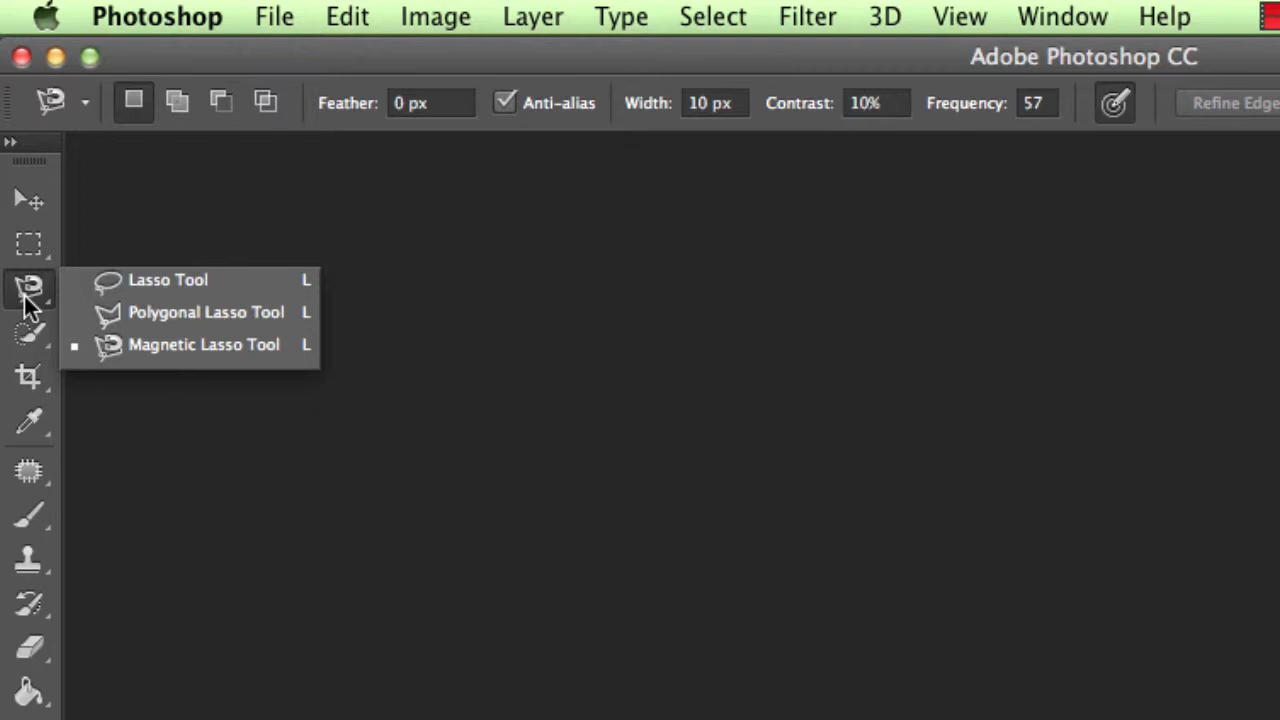 Photoshop File Edit Image Layer Type Select Filter 3D View Window Help
Adobe Photoshop CC
Feather: 0 px Anti-alias Width: 10 px Contrast: 10% Frequency: 57 Refine Edge
Lasso Tool L
Polygonal Lasso Tool L
Magnetic Lasso Tool L